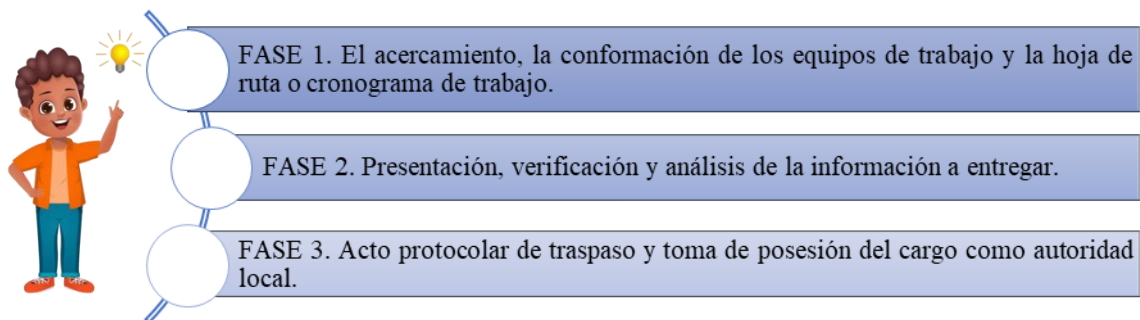 FASE 1. El acercamiento, la conformación de los equipos de trabajo y la hoja de
ruta o cronograma de trabajo.
FASE 2. Presentación, verificación y análisis de la información a entregar.
FASE 3. Acto protocolar de traspaso y toma de posesión del cargo como autoridad
local.